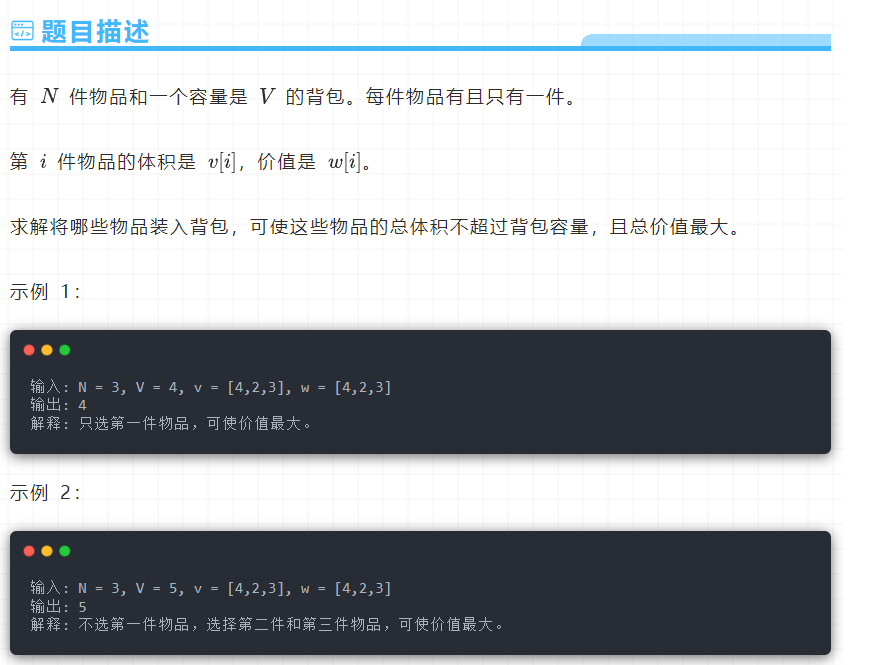 题目描述
有 N 件物品和一个容量是 V 的背包。每件物品有且只有一件。
第 i 件物品的体积是 v[i]，价值是 w[i]。
求解将哪些物品装入背包，可使这些物品的总体积不超过背包容量，且总价值最大。
示例 1：
输入: N = 3, V = 4, v = [4,2,3], w = [4,2,3]
输出: 4
解释: 只选第一件物品，可使价值最大。
示例 2：
输入: N = 3, V = 5, v = [4,2,3], w = [4,2,3]
输出: 5
解释: 不选第一件物品，选择第二件和第三件物品，可使价值最大。